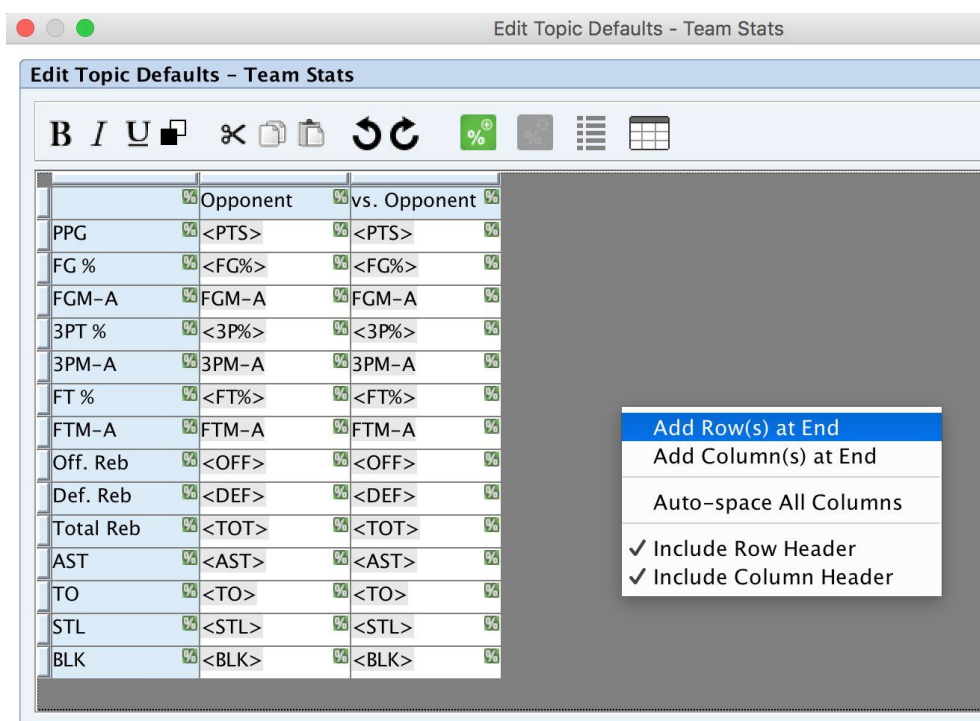 Edit Topic Defaults - Team Stats
Edit Topic Defaults - Team Stats
B I U
% %
Opponent % vs. Opponent %
PPG % <PTS> % <PTS> %
FG % % <FG%> % <FG%> %
FGM-A % FGM-A % FGM-A %
3PT % % <3P%> % <3P%> %
3PM-A % 3PM-A % 3PM-A %
FT % % <FT%> % <FT%> %
FTM-A % FTM-A % FTM-A %
Off. Reb % <OFF> % <OFF> %
Def. Reb % <DEF> % <DEF> %
Total Reb % <TOT> % <TOT> %
AST % <AST> % <AST> %
TO % <TO> % <TO> %
STL % <STL> % <STL> %
BLK % <BLK> % <BLK> %
Add Row(s) at End
Add Column(s) at End
Auto-space All Columns
✓ Include Row Header
✓ Include Column Header